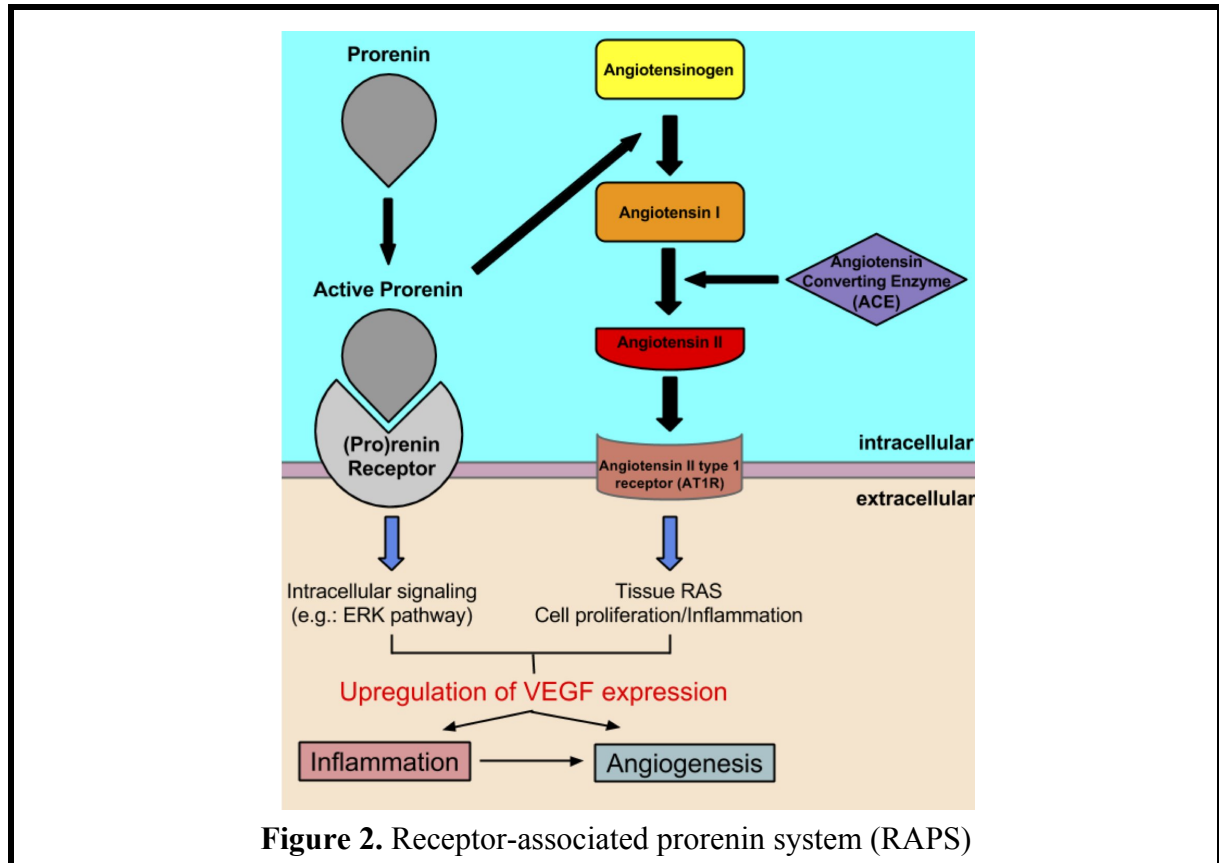 Prorenin
Angiotensinogen
Angiotensin I
Active Prorenin
Angiotensin
Converting Enzyme
(ACE)
Angiotensin II
(Pro)renin
Receptor
Angiotensin II type 1
receptor (AT1R)
intracellular
extracellular
Intracellular signaling
(e.g.: ERK pathway)
Tissue RAS
Cell proliferation/Inflammation
Upregulation of VEGF expression
Inflammation
Angiogenesis
Figure 2. Receptor-associated prorenin system (RAPS)